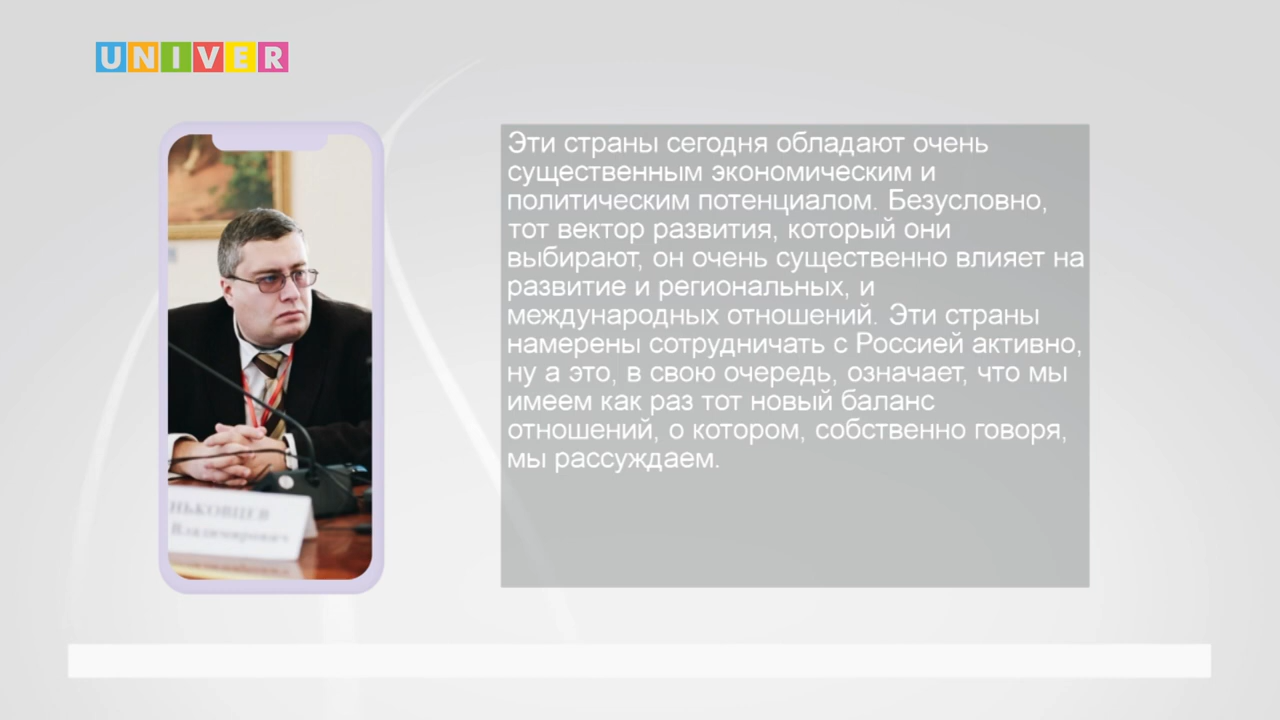 UNIVER
Эти страны сегодня обладают очень
существенным экономическим и
политическим потенциалом. Безусловно,
тот вектор развития, который они
выбирают, он очень существенно влияет на
развитие и региональных, и
международных отношений. Эти страны
намерены сотрудничать с Россией активно,
ну а это, в свою очередь, означает, что мы
имеем как раз тот новый баланс
отношений, о котором, собственно говоря,
мы рассуждаем.
НЬКОВЦЕВ
Владимирович